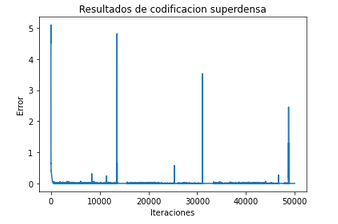 Resultados de codificacion superdensa
5
4
3
2
1
0
Error
0 10000 20000 30000 40000 50000
Iteraciones